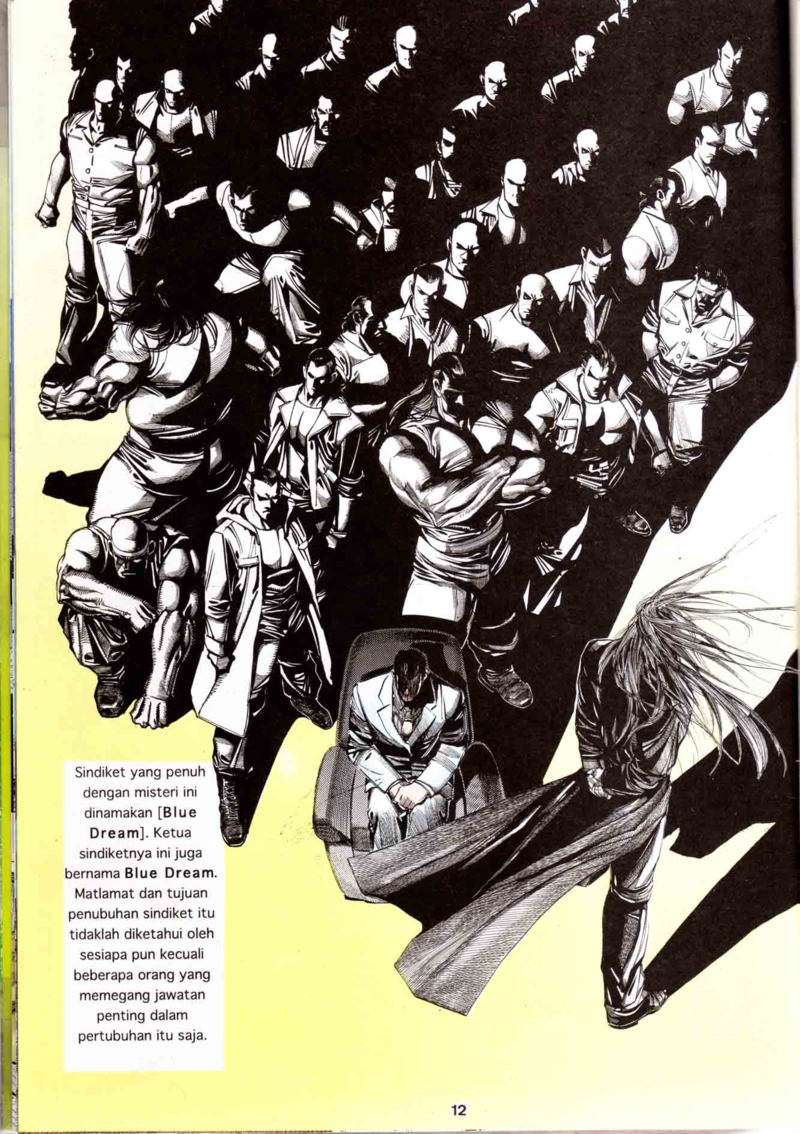 Sindiket yang penuh
dengan misteri ini
dinamakan [Blue
Dream]. Ketua
sindiketnya ini juga
bernama Blue Dream.
Matlamat dan tujuan
penubuhan sindiket itu
tidaklah diketahui oleh
sesiapa pun kecuali
beberapa orang yang
memegang jawatan
penting dalam
pertubuhan itu saja.
12